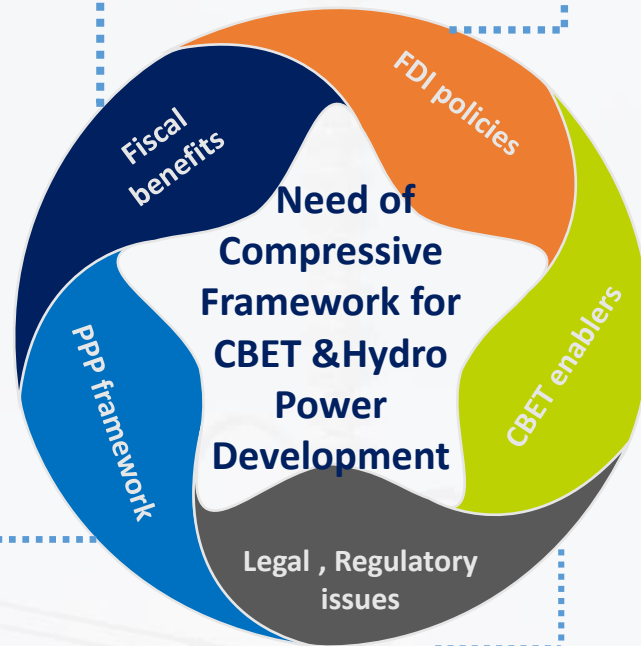 Fiscal
benefits
FDI policies
Need of
Compressive
Framework for
CBET &Hydro
Power
Development
CBET enablers
PPP framework
Legal , Regulatory
issues